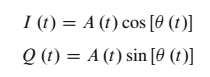 I (t) = A (t) cos [θ (t)]
Q (t) = A (t) sin [θ (t)]